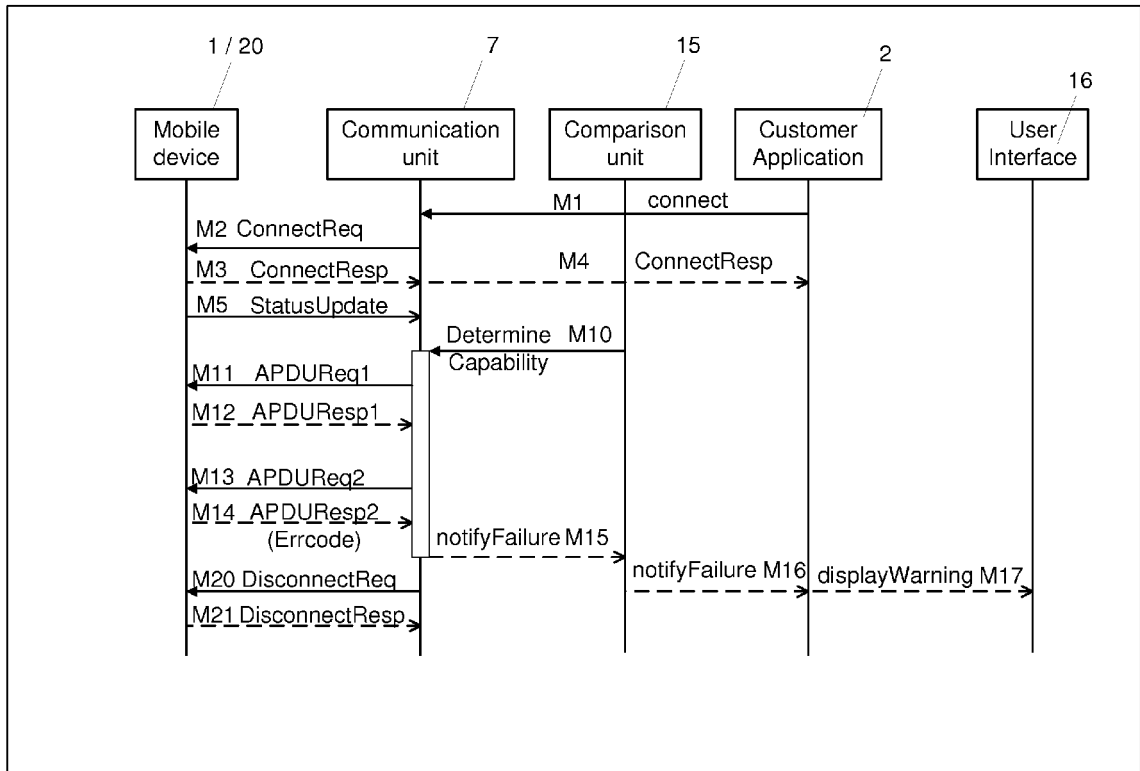 1 / 20
7
15
2
16
Mobile device
Communication unit
Comparison unit
Customer Application
User Interface
M1 connect
M2 ConnectReq
M3 ConnectResp
M4 ConnectResp
M5 StatusUpdate
Determine M10
Capability
M11 APDUReq1
M12 APDUResp1
M13 APDUReq2
M14 APDUResp2
(Errcode)
notifyFailure M15
notifyFailure M16
displayWarning M17
M20 DisconnectReq
M21 DisconnectResp